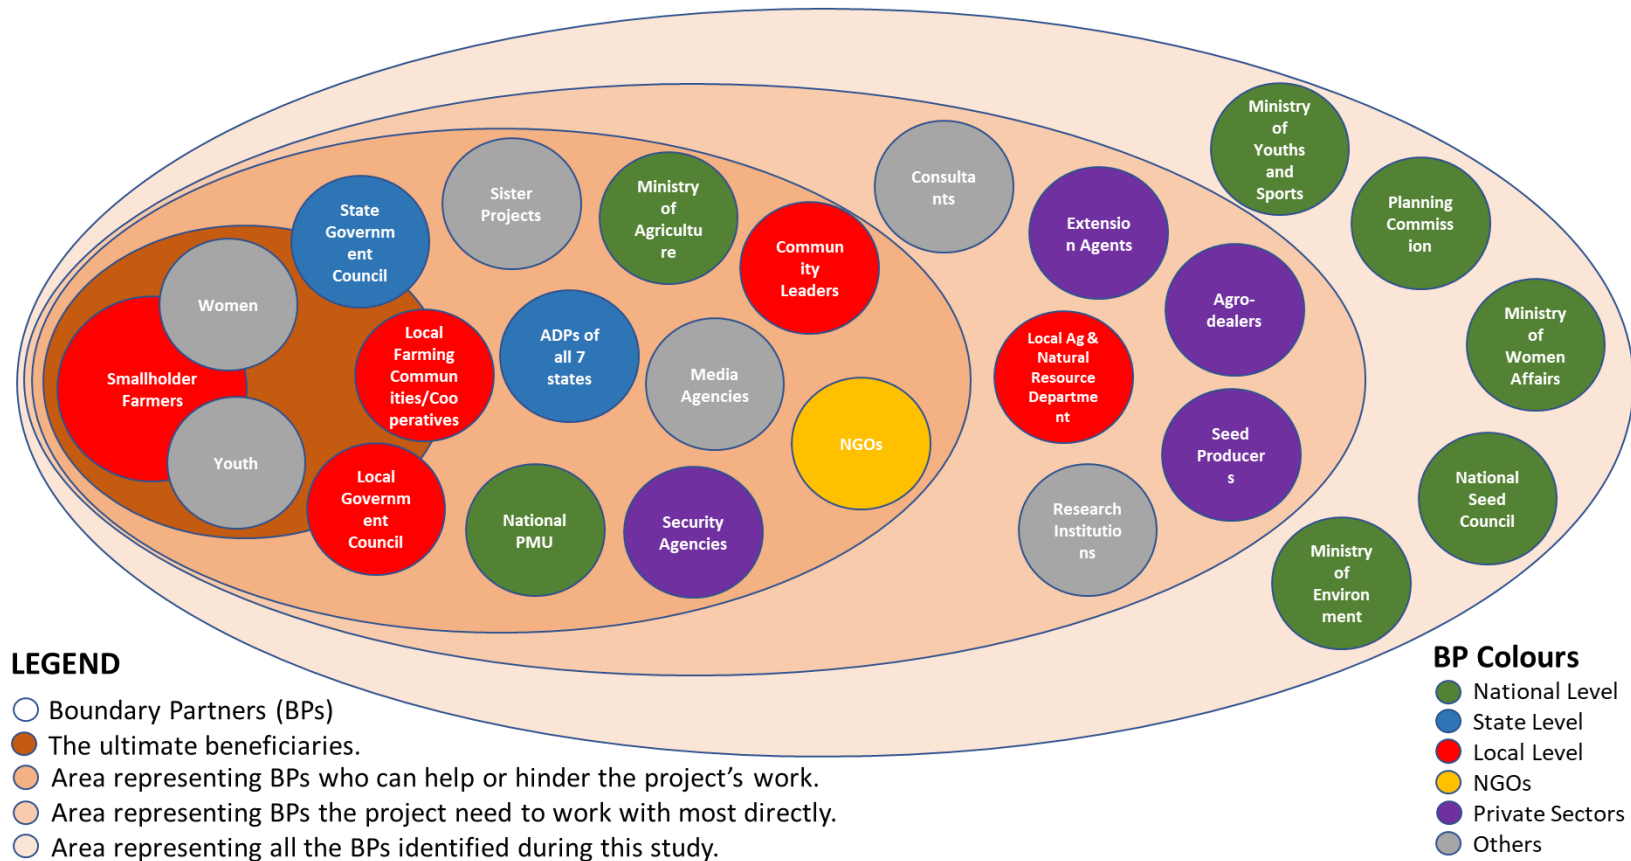 Ministry
of
Youths
and
Sports
Planning
Commiss
ion
Ministry
of
Women
Affairs
National
Seed
Council
Ministry
of
Environ
ment
Consulta
nts
Extensio
n Agents
Agro-
dealers
Local Ag &
Natural
Resource
Departme
nt
Seed
Producer
s
Research
Institutio
ns
Sister
Projects
Ministry
of
Agricultu
re
Commun
ity
Leaders
State
Governm
ent
Council
Women
Smallholder
Farmers
Youth
Local
Farming
Commun
ities/Coo
peratives
ADPs of
all 7
states
Media
Agencies
NGOs
Local
Governm
ent
Council
National
PMU
Security
Agencies
LEGEND
Boundary Partners (BPs)
The ultimate beneficiaries.
Area representing BPs who can help or hinder the project’s work.
Area representing BPs the project need to work with most directly.
Area representing all the BPs identified during this study.
BP Colours
National Level
State Level
Local Level
NGOs
Private Sectors
Others